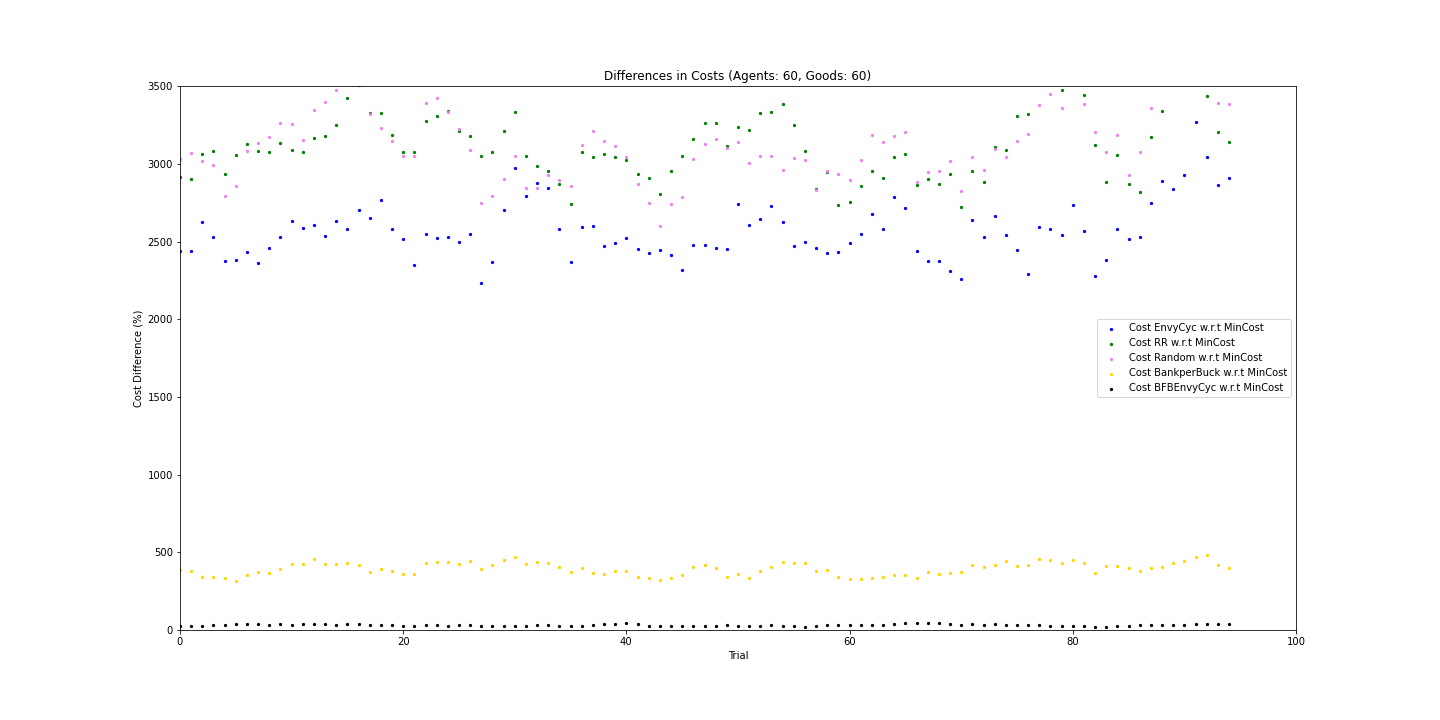 Differences in Costs (Agents: 60, Goods: 60)
3500
3000
2500
2000
1500
1000
500
0
Cost Difference (%)
Cost EnvyCyc w.r.t MinCost
Cost RR w.r.t MinCost
Cost Random w.r.t MinCost
Cost BankperBuck w.r.t MinCost
Cost BFBEnvyCyc w.r.t MinCost
0 20 40 60 80 100
Trial